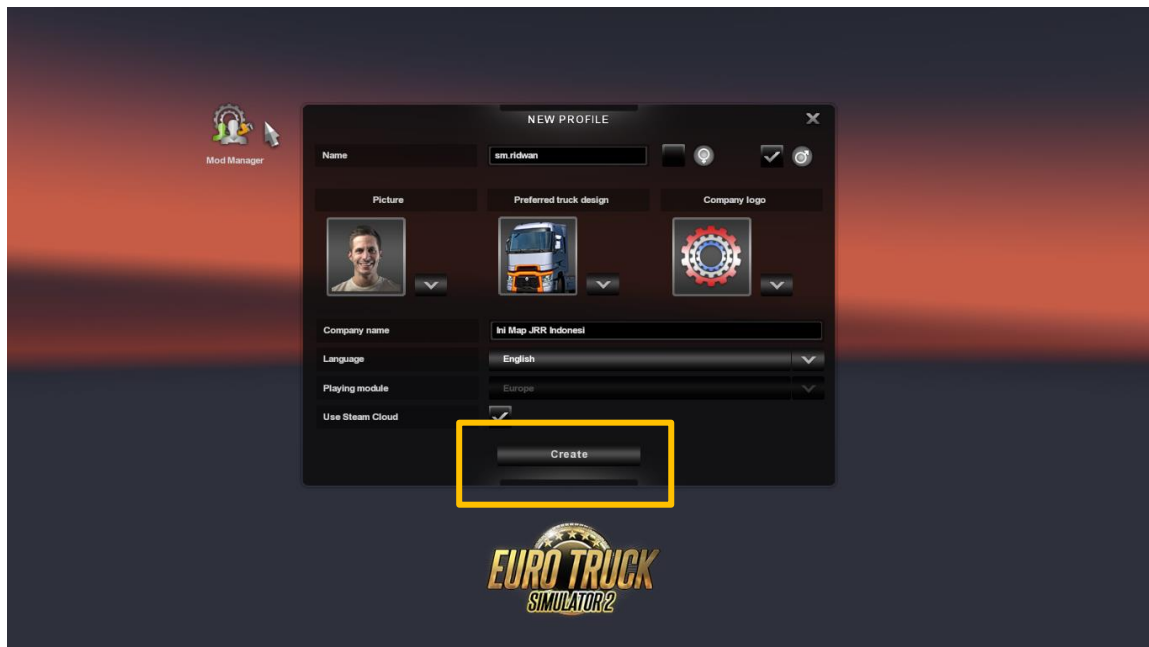 NEW PROFILE
Mod Manager
Name
sm.ridwan
Picture
Preferred truck design
Company logo
Company name
Ini Map JRR Indonesi
Language
English
Playing module
Europe
Use Steam Cloud
Create
EURO TRUCK
SIMULATOR 2